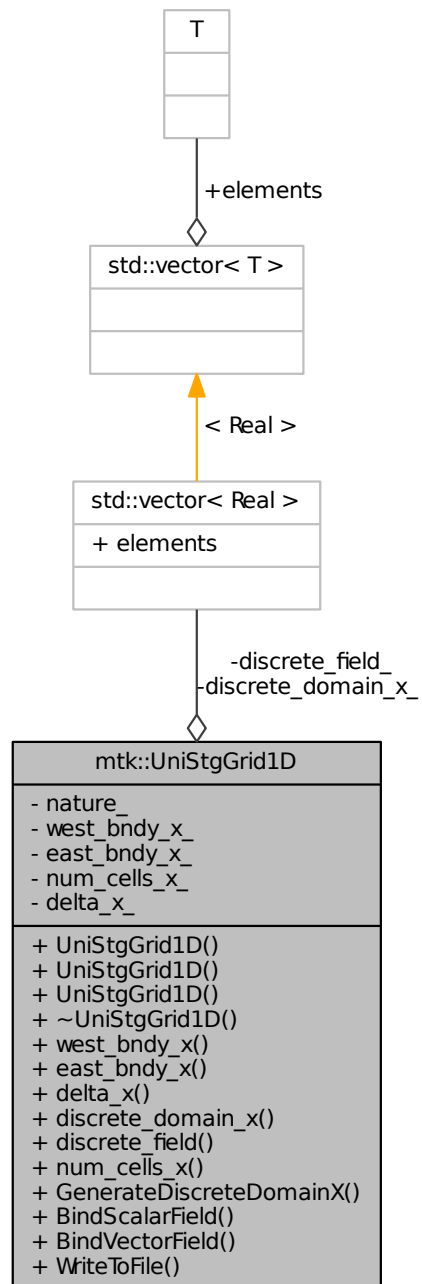 T
+elements
std::vector< T >
< Real >
std::vector< Real >
+ elements
-discrete_field_
-discrete_domain_x_
mtk::UniStgGrid1D
- nature_
- west_bndy_x_
- east_bndy_x_
- num_cells_x_
- delta_x_
+ UniStgGrid1D()
+ UniStgGrid1D()
+ UniStgGrid1D()
+ ~UniStgGrid1D()
+ west_bndy_x()
+ east_bndy_x()
+ delta_x()
+ discrete_domain_x()
+ discrete_field()
+ num_cells_x()
+ GenerateDiscreteDomainX()
+ BindScalarField()
+ BindVectorField()
+ WriteToFile()